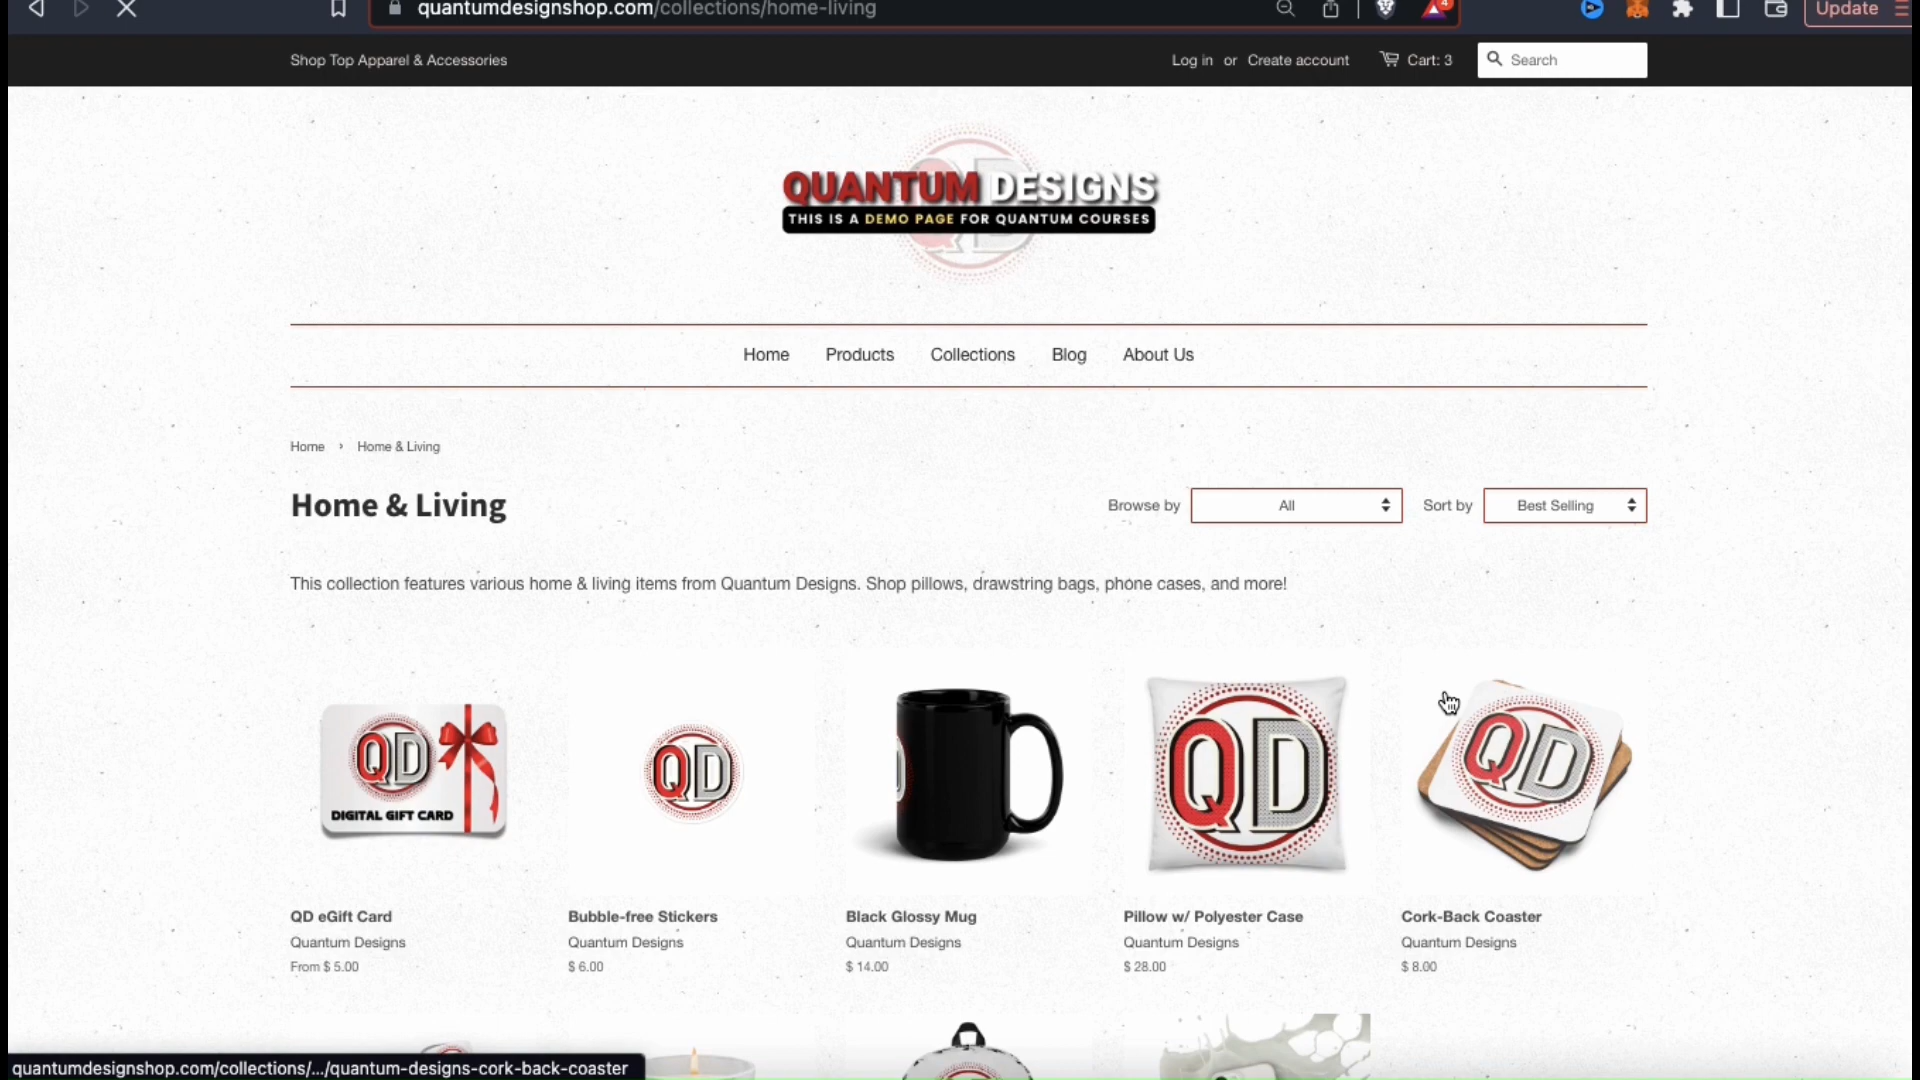 quantumdesignshop.com/collections/home-living
4
Update
Shop Top Apparel & Accessories
Log in or Create account
Cart: 3
Search
QUANTUM DESIGNS
THIS IS A DEMO PAGE FOR QUANTUM COURSES
Home Products Collections Blog About Us
Home › Home & Living
Home & Living
Browse by All Sort by Best Selling
This collection features various home & living items from Quantum Designs. Shop pillows, drawstring bags, phone cases, and more!
QD
DIGITAL GIFT CARD
QD
QD
QD
QD eGift Card
Quantum Designs
From $ 5.00
Bubble-free Stickers
Quantum Designs
$ 6.00
Black Glossy Mug
Quantum Designs
$ 14.00
Pillow w/ Polyester Case
Quantum Designs
$ 28.00
Cork-Back Coaster
Quantum Designs
$ 8.00
quantumdesignshop.com/collections/.../quantum-designs-cork-back-coaster